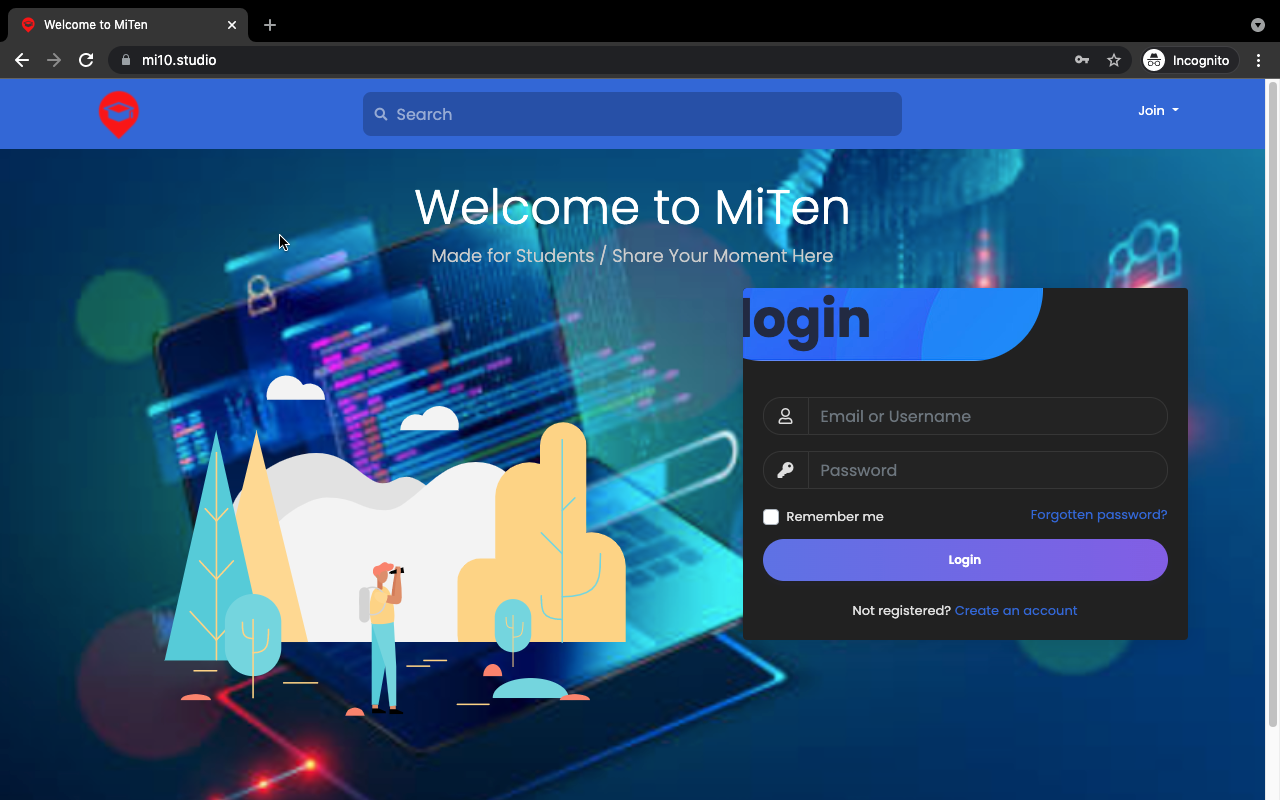 Welcome to MiTen
mi10.studio
Incognito
Search
Join
Welcome to MiTen
Made for Students / Share Your Moment Here
login
Email or Username
Password
Remember me
Forgotten password?
Login
Not registered? Create an account